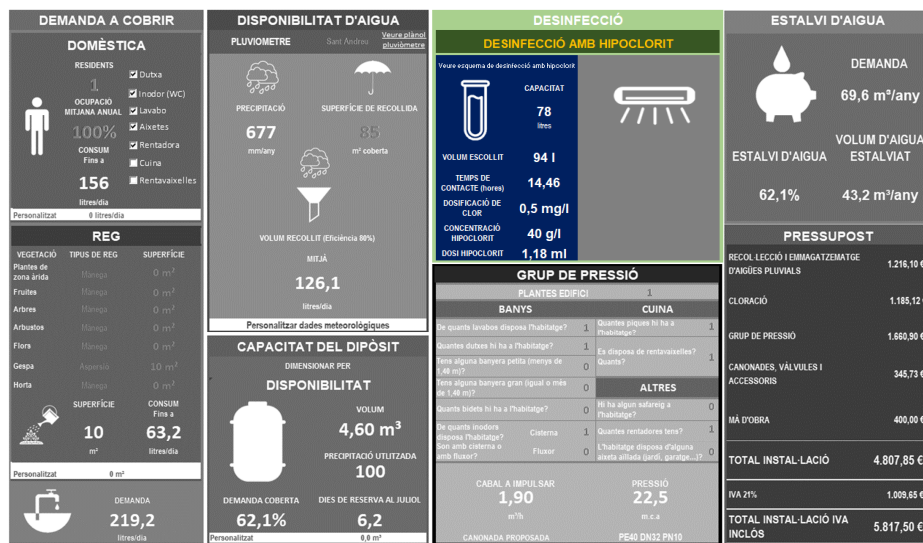 DEMANDA A COBRIR
DOMÈSTICA
RESIDENTS
1
OCUPACIÓ
MITJANA ANUAL
100%
CONSUM
Fins a
156
litres/dia
Dutxa
Inodor (WC)
Lavabo
Aixetes
Rentadora
Cuina
Rentavaixelles
Personalitzat 0 litres/dia
REG
VEGETACIÓ TIPUS DE REG SUPERFÍCIE
Plantes de
zona àrida Mànega 0 m²
Fruites Mànega 0 m²
Arbres Mànega 0 m²
Arbustos Mànega 0 m²
Flors Mànega 0 m²
Gespa Aspersió 10 m²
Horta Mànega 0 m²
SUPERFÍCIE CONSUM
Fins a
10 63,2
m² litres/dia
Personalitzat 0 m²
DEMANDA
219,2
litres/dia
DISPONIBILITAT D'AIGUA
PLUVIOMETRE Sant Andreu Veure plànol
pluviòmetre
PRECIPITACIÓ SUPERFÍCIE DE RECOLLIDA
677 85
mm/any m² coberta
VOLUM RECOLLIT (Eficiència 80%)
MITJÀ
126,1
litres/dia
Personalitzar dades meteorològiques
CAPACITAT DEL DIPÒSIT
DIMENSIONAR PER
DISPONIBILITAT
VOLUM
4,60 m³
PRECIPITACIÓ UTLITZADA
100
DEMANDA COBERTA DIES DE RESERVA AL JULIOL
62,1% 6,2
Personalitzat 0,0 m³
DESINFECCIÓ
DESINFECCIÓ AMB HIPOCLORIT
Veure esquema de desinfecció amb hipoclorit
CAPACITAT
78
litres
VOLUM ESCOLLIT 94 l
TEMPS DE
CONTACTE (hores) 14,46
DOSIFICACIÓ DE
CLOR 0,5 mg/l
CONCENTRACIÓ
HIPOCLORIT 40 g/l
DOSI HIPOCLORIT 1,18 ml
GRUP DE PRESSIÓ
PLANTES EDIFICI 1
BANYS
De quants lavabos disposa l'habitatge? 1
Quantes dutxes hi ha a l'habitatge? 1
Tens alguna banyera petita (menys de
1,40 m)? 0
Tens alguna banyera gran (igual o més
de 1,40 m)? 0
Quants bidets hi ha a l'habitatge? 0
De quants inodors
disposa l'habitatge? Cisterna 1
Són amb cisterna o
amb fluxor? Fluxor 0
CUINA
Quantes piques hi ha a
l'habitatge? 1
Es disposa de rentavaixelles?
Quants? 1
ALTRES
Hi ha algun safareig a
l'habitatge? 0
Quantes rentadores tens? 1
L'habitatge disposa d'alguna
aixeta aïllada (jardí, garatge...)? 0
CABAL A IMPULSAR PRESSIÓ
1,90 22,5
m³/h m.c.a
CANONADA PROPOSADA PE40 DN32 PN10
ESTALVI D'AIGUA
DEMANDA
69,6 m³/any
ESTALVI D'AIGUA VOLUM D'AIGUA
ESTALVIAT
62,1% 43,2 m³/any
PRESSUPOST
RECOL·LECCIÓ I EMMAGATZEMATGE
D'AIGÜES PLUVIALS 1.216,10 €
CLORACIÓ 1.185,12 €
GRUP DE PRESSIÓ 1.660,90 €
CANONADES, VÀLVULES I
ACCESSORIS 345,73 €
MÀ D'OBRA 400,00 €
TOTAL INSTAL·LACIÓ 4.807,85 €
IVA 21% 1.009,65 €
TOTAL INSTAL·LACIÓ IVA
INCLÒS 5.817,50 €